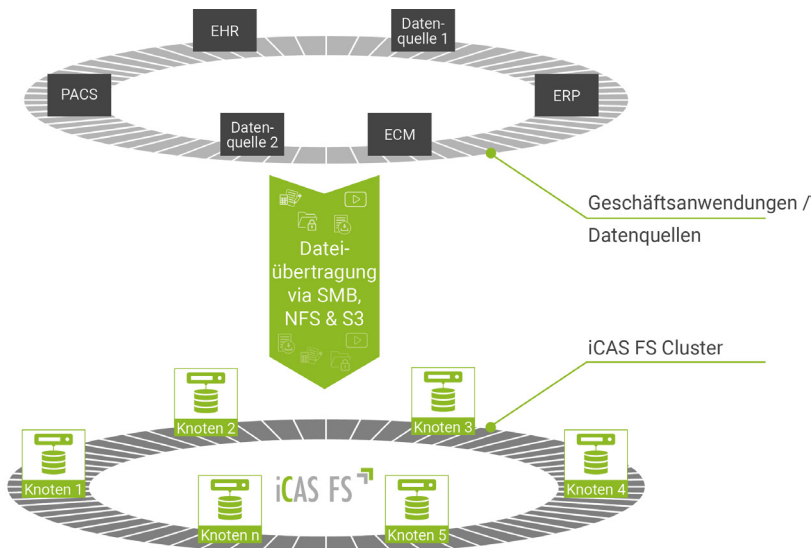 EHR
Daten-
quelle 1
PACS
ERP
Daten-
quelle 2
ECM
Geschäftsanwendungen /
Datenquellen
Datei-
übertragung
via SMB,
NFS & S3
iCAS FS Cluster
Knoten 2
Knoten 3
Knoten 1
Knoten 4
iCAS FS
Knoten n
Knoten 5